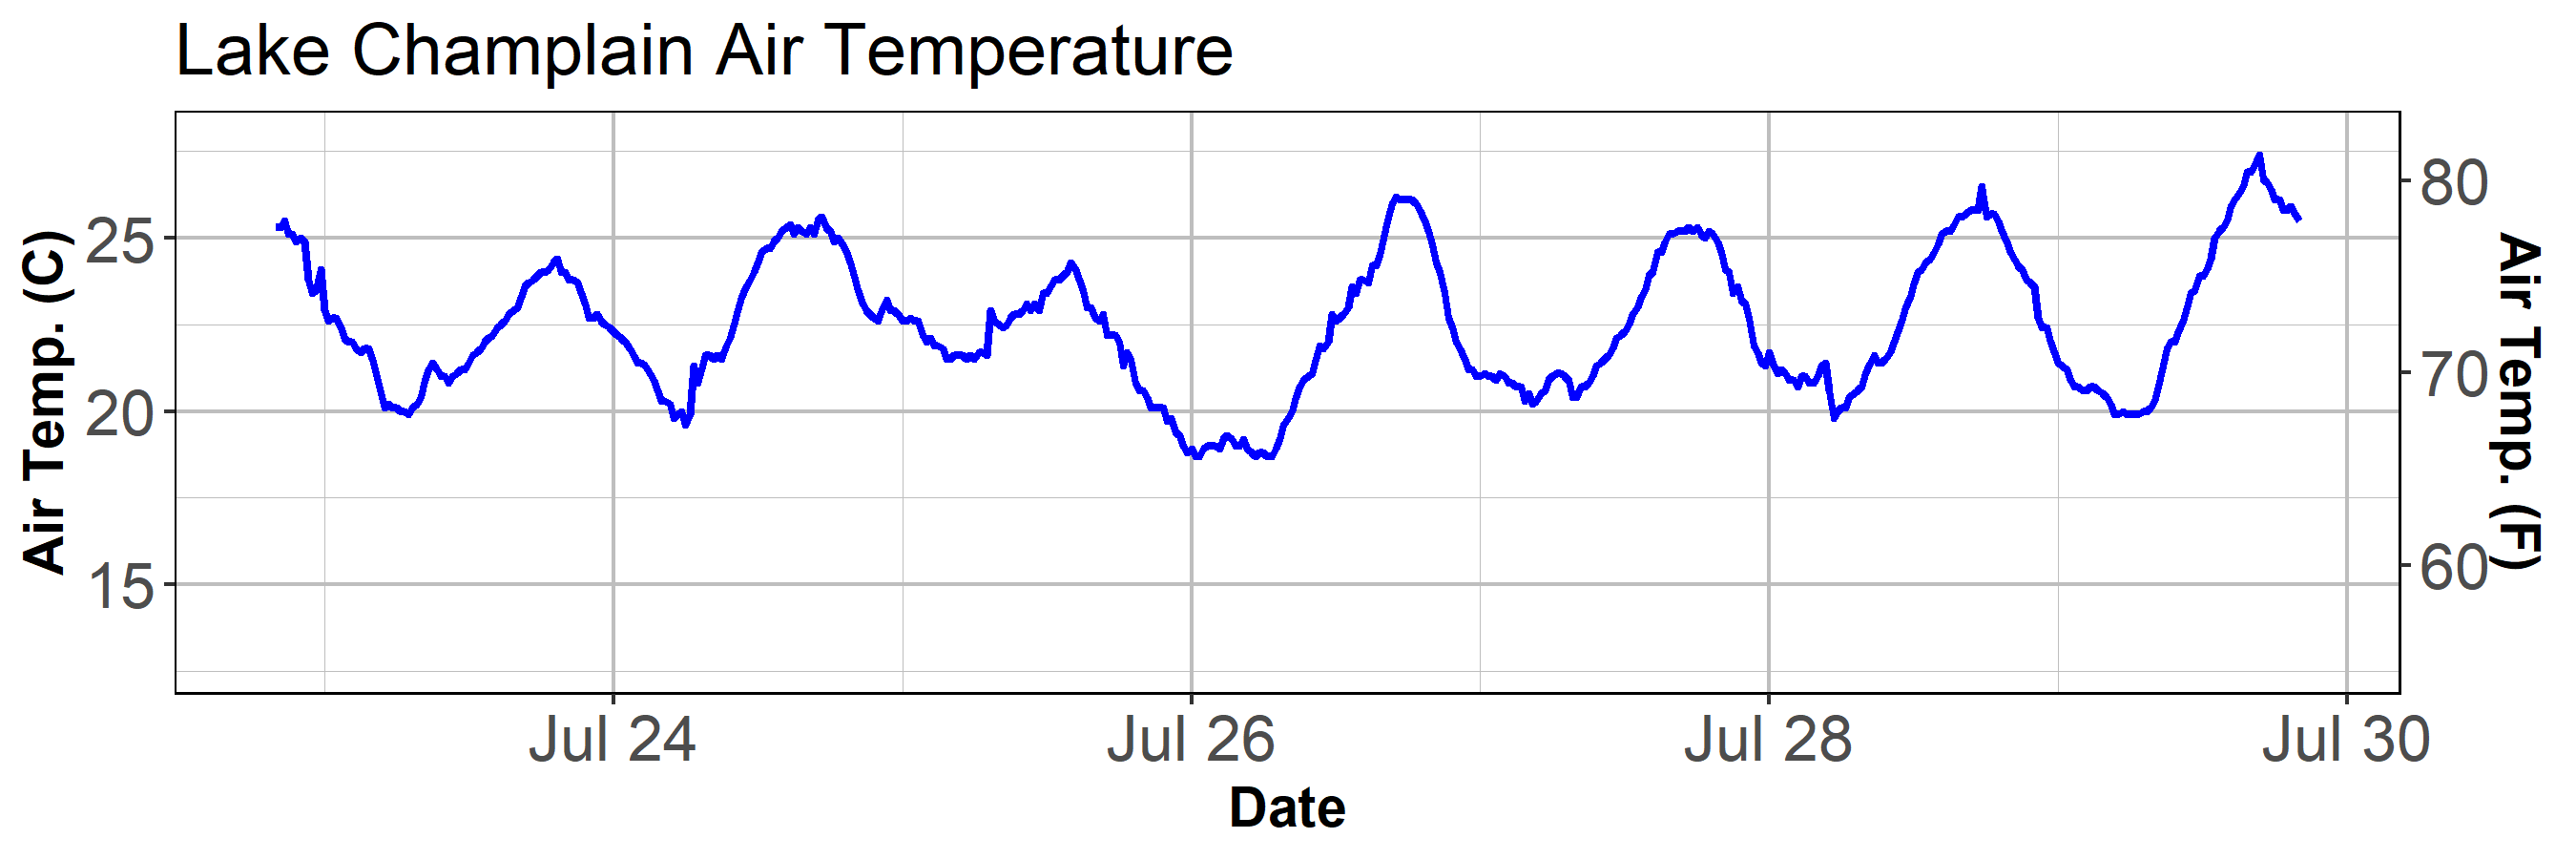 Lake Champlain Air Temperature
Air Temp. (C)
25
20
15
80
70
60
Air Temp. (F)
Jul 24 Jul 26 Jul 28 Jul 30
Date